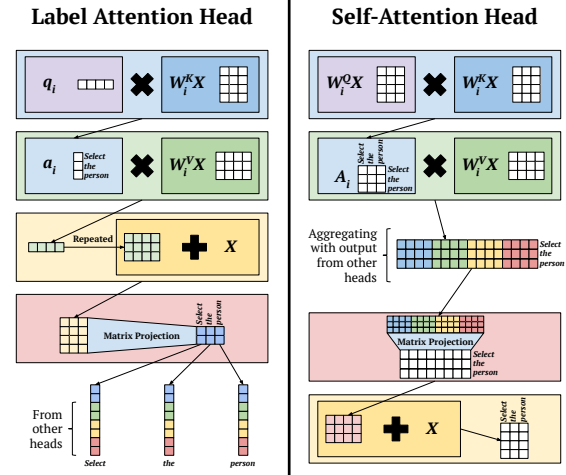 Label Attention Head
q_i
W_i^K X
a_i
Select
the
person
W_i^V X
Repeated
X
Matrix Projection
Select
the
person
From
other
heads
Select
the
person
Self-Attention Head
W_i^Q X
W_i^K X
A_i
Select
the
person
Select
the
person
W_i^V X
Aggregating
with output
from other
heads
Select
the
person
Matrix Projection
Select
the
person
X
Select
the
person